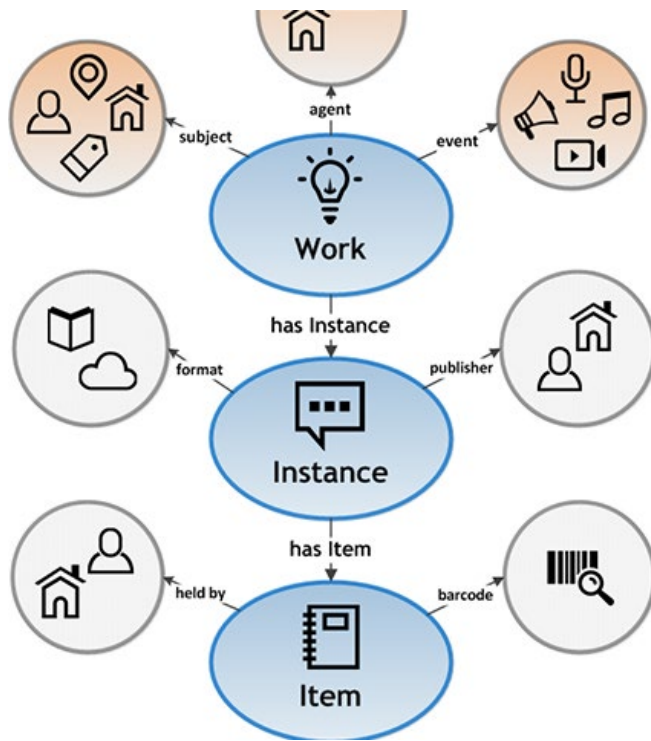 agent
subject
event
Work
has Instance
format
publisher
Instance
has Item
held by
barcode
Item